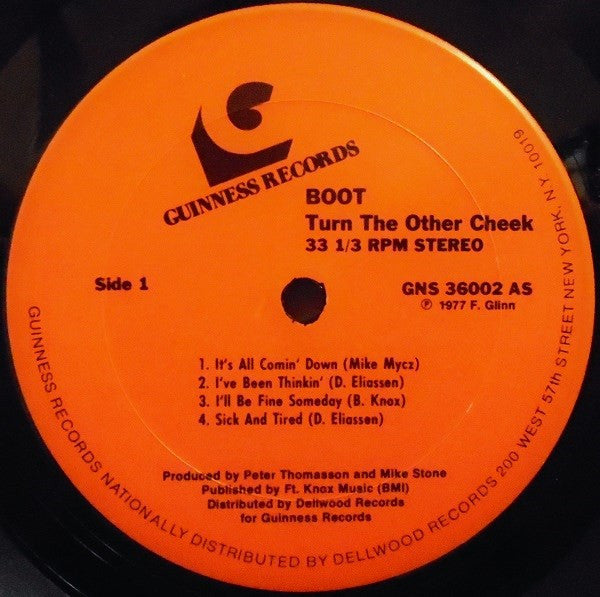 GUINNESS RECORDS
BOOT
Turn The Other Cheek
33 1/3 RPM STEREO
Side 1
GNS 36002 AS
℗ 1977 F. Glinn
1. It's All Comin' Down (Mike Mycz)
2. I've Been Thinkin' (D. Eliassen)
3. I'll Be Fine Someday (B. Knox)
4. Sick And Tired (D. Eliassen)
Produced by Peter Thomasson and Mike Stone
Published by Ft. Knox Music (BMI)
Distributed by Dellwood Records
for Guinness Records
GUINNESS RECORDS NATIONALLY DISTRIBUTED BY DELLWOOD RECORDS 200 WEST 57th STREET NEW YORK, NY 10019